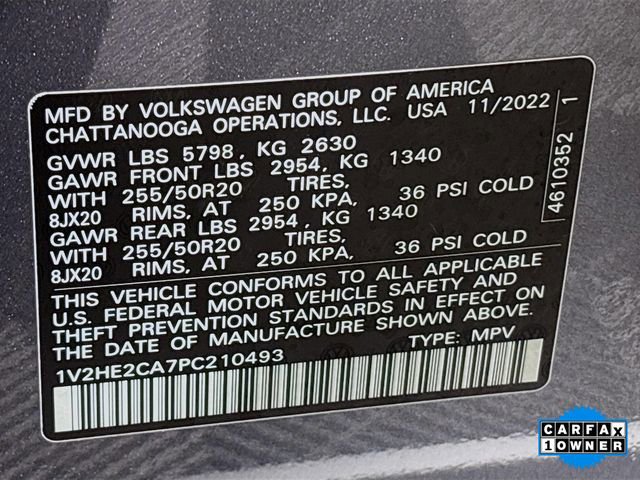 MFD BY VOLKSWAGEN GROUP OF AMERICA
CHATTANOOGA OPERATIONS, LLC. USA 11/2022
GVWR LBS 5798, KG 2630
GAWR FRONT LBS 2954, KG 1340
WITH 255/50R20 TIRES,
8JX20 RIMS, AT 250 KPA, 36 PSI COLD
GAWR REAR LBS 2954, KG 1340
WITH 255/50R20 TIRES,
8JX20 RIMS, AT 250 KPA, 36 PSI COLD
THIS VEHICLE CONFORMS TO ALL APPLICABLE
U.S. FEDERAL MOTOR VEHICLE SAFETY AND
THEFT PREVENTION STANDARDS IN EFFECT ON
THE DATE OF MANUFACTURE SHOWN ABOVE.
1V2HE2CA7PC210493 TYPE: MPV
4610352 1
CARFAX
1 OWNER